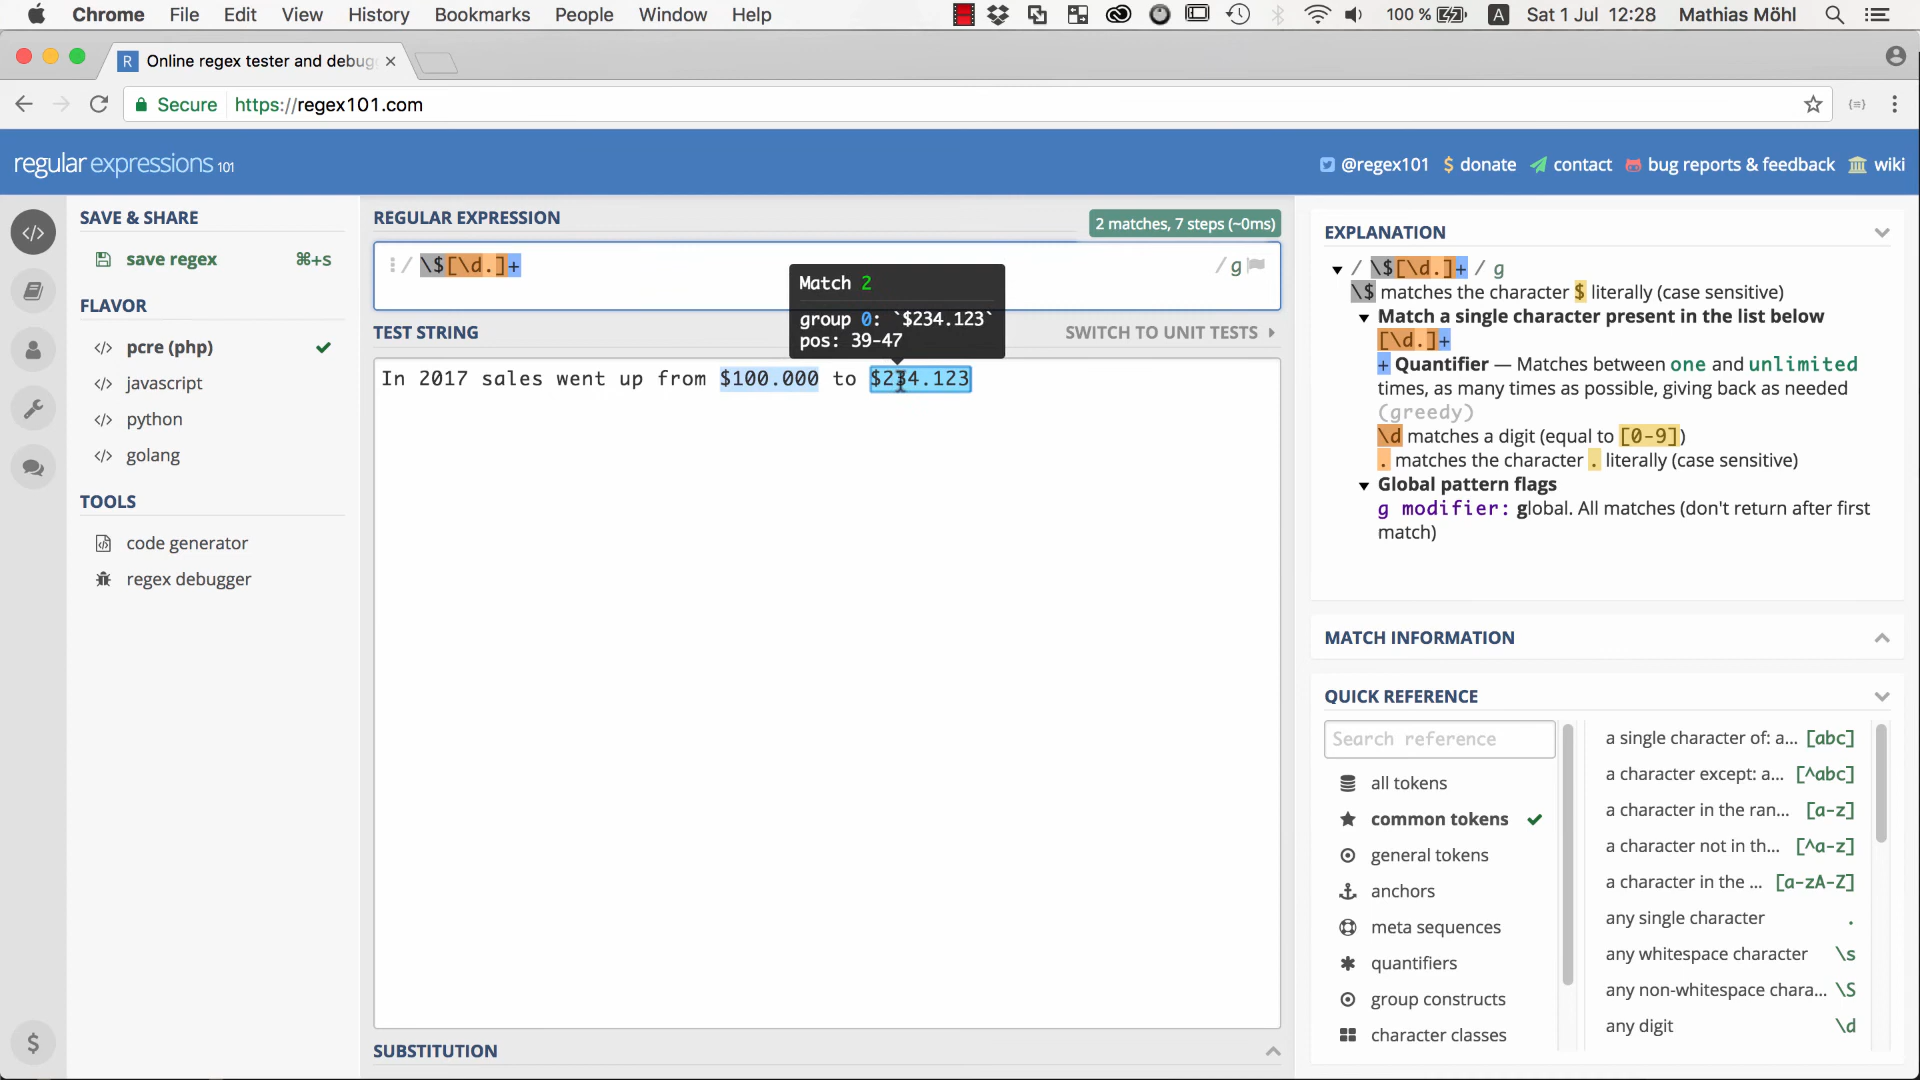 Chrome File Edit View History Bookmarks People Window Help 100 % A Sat 1 Jul 12:28 Mathias Möhl
R Online regex tester and debug
Secure https://regex101.com
regular expressions 101
@regex101 $ donate contact bug reports & feedback wiki
SAVE & SHARE
save regex ⌘+s
FLAVOR
</> pcre (php)
</> javascript
</> python
</> golang
TOOLS
code generator
regex debugger
$
REGULAR EXPRESSION
2 matches, 7 steps (~0ms)
/ \$[\d.]+ / g
Match 2
group 0: `$234.123`
pos: 39-47
TEST STRING
SWITCH TO UNIT TESTS
In 2017 sales went up from $100.000 to $234.123
SUBSTITUTION
EXPLANATION
/ \$[\d.]+ / g
\$ matches the character $ literally (case sensitive)
Match a single character present in the list below
[\d.]+
+ Quantifier — Matches between one and unlimited
times, as many times as possible, giving back as needed
(greedy)
\d matches a digit (equal to [0-9])
. matches the character . literally (case sensitive)
Global pattern flags
g modifier: global. All matches (don't return after first
match)
MATCH INFORMATION
QUICK REFERENCE
Search reference
all tokens
common tokens
general tokens
anchors
meta sequences
quantifiers
group constructs
character classes
a single character of: a... [abc]
a character except: a... [^abc]
a character in the ran... [a-z]
a character not in th... [^a-z]
a character in the ... [a-zA-Z]
any single character .
any whitespace character \s
any non-whitespace chara... \S
any digit \d